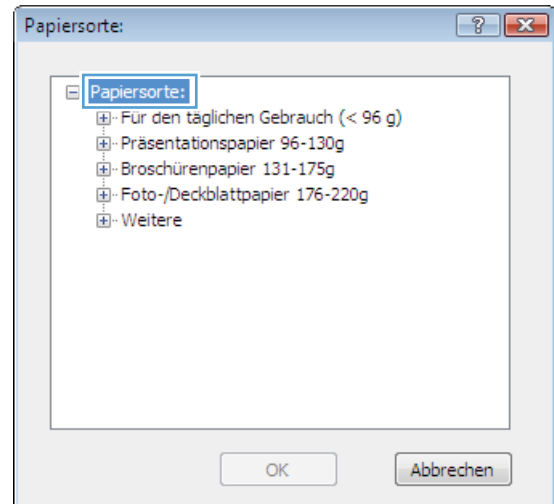 Papiersorte:
Papiersorte:
Für den täglichen Gebrauch (< 96 g)
Präsentationspapier 96-130g
Broschürenpapier 131-175g
Foto-/Deckblattpapier 176-220g
Weitere
OK Abbrechen